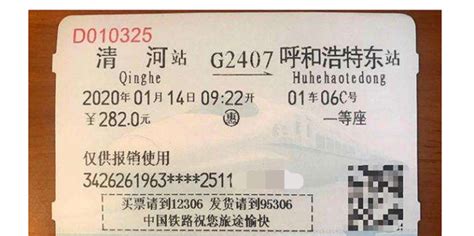 D010325
清河站 G2407 呼和浩特东站
Qinghe Huhehaotedong
2020年01月14日09:22开 01车06C号
¥282.0元 惠 一等座
仅供报销使用
3426261963****2511
买票请到12306 发货请到95306
中国铁路祝您旅途愉快